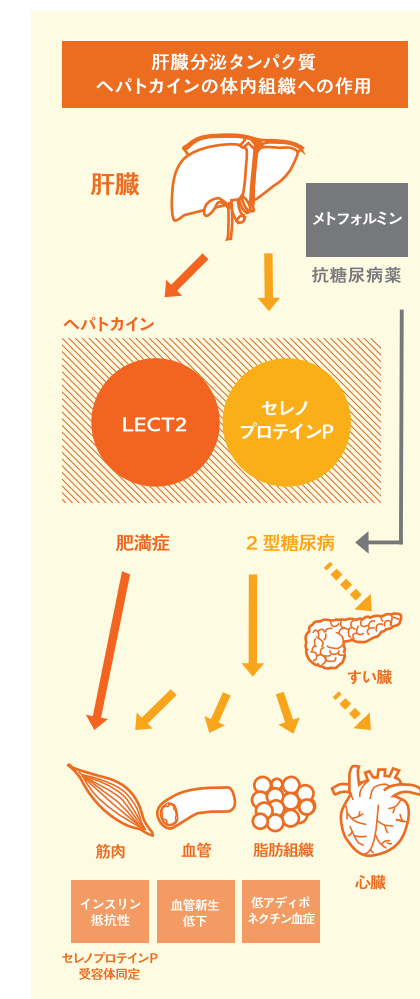 肝臓分泌タンパク質
ヘパトカインの体内組織への作用
肝臓
メトフォルミン
抗糖尿病薬
ヘパトカイン
LECT2
セレノ
プロテインP
肥満症
2 型糖尿病
すい臓
筋肉
血管
脂肪組織
心臓
インスリン
抵抗性
血管新生
低下
低アディポ
ネクチン血症
セレノプロテインP
受容体同定